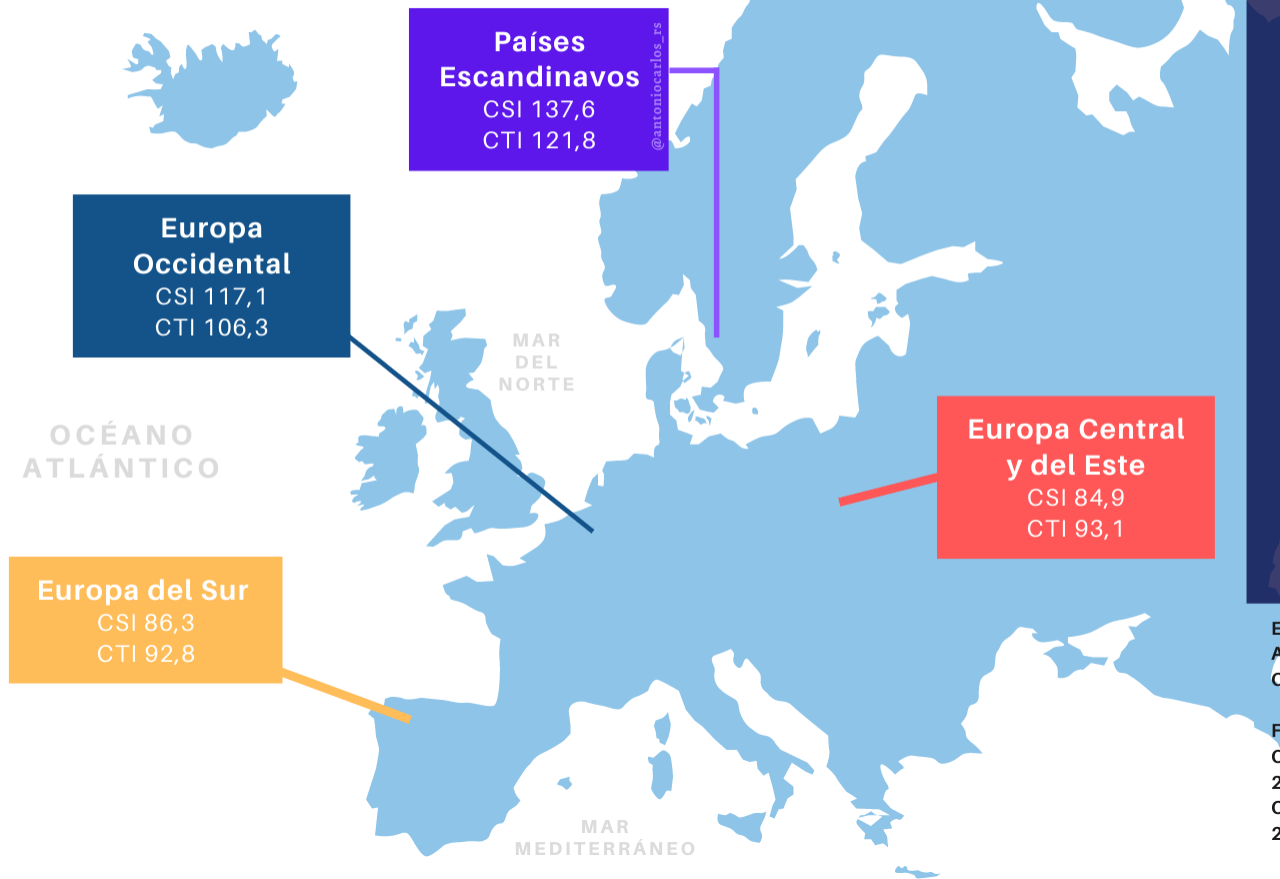 Países
Escandinavos
CSI 137,6
CTI 121,8
@antoniocarlos_rs
Europa
Occidental
CSI 117,1
CTI 106,3
MAR
DEL
NORTE
OCÉANO
ATLÁNTICO
Europa Central
y del Este
CSI 84,9
CTI 93,1
Europa del Sur
CSI 86,3
CTI 92,8
MAR
MEDITERRÁNEO